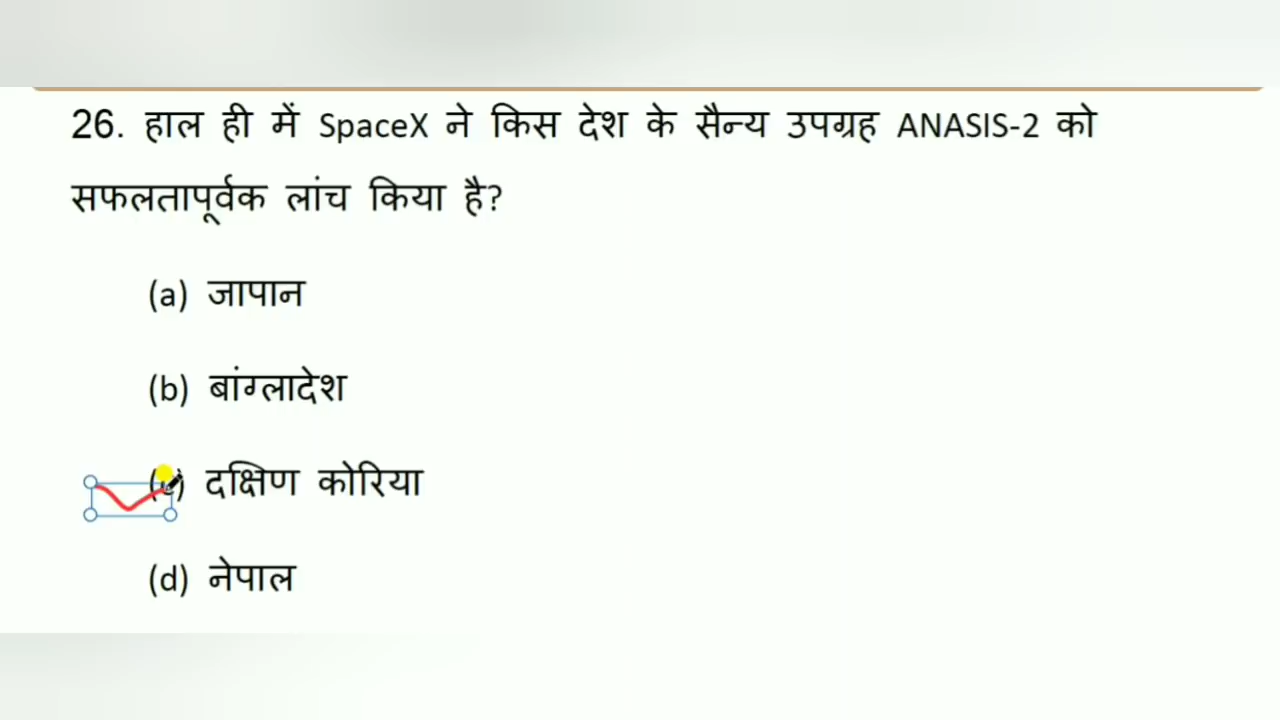 26. हाल ही में SpaceX ने किस देश के सैन्य उपग्रह ANASIS-2 को
सफलतापूर्वक लांच किया है?
(a) जापान
(b) बांग्लादेश
(c) दक्षिण कोरिया
(d) नेपाल